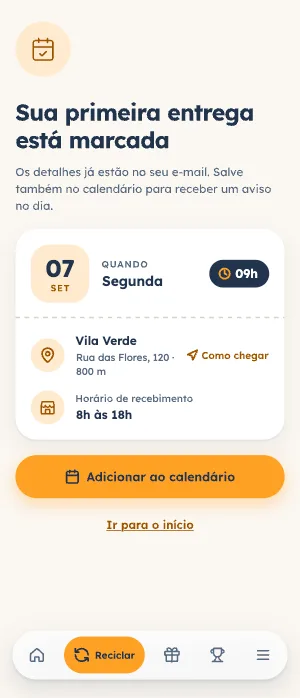 Sua primeira entrega
está marcada
Os detalhes já estão no seu e-mail. Salve
também no calendário para receber um aviso
no dia.
07
SET
QUANDO
Segunda
09h
Vila Verde
Rua das Flores, 120 ·
800 m
Como chegar
Horário de recebimento
8h às 18h
Adicionar ao calendário
Ir para o início
Reciclar